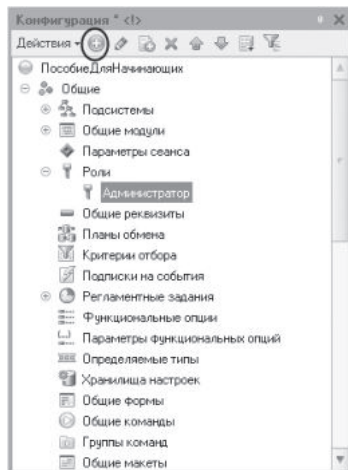 Конфигурация * <!>
Действия
ПособиеДляНачинающих
Общие
Подсистемы
Общие модули
Параметры сеанса
Роли
Администратор
Общие реквизиты
Планы обмена
Критерии отбора
Подписки на события
Регламентные задания
Функциональные опции
Параметры функциональных опций
Определяемые типы
Хранилища настроек
Общие формы
Общие команды
Группы команд
Общие макеты